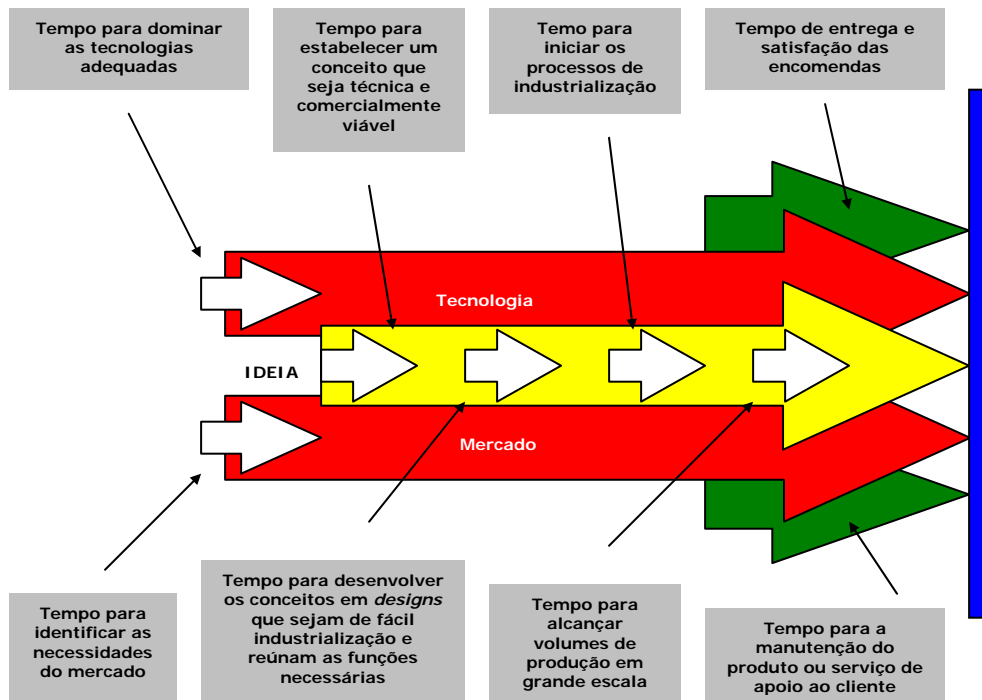 Tempo para dominar
as tecnologias
adequadas
Tempo para
estabelecer um
conceito que
seja técnica e
comercialmente
viável
Temo para
iniciar os
processos de
industrialização
Tempo de entrega e
satisfação das
encomendas
Tecnologia
IDEIA
Mercado
Tempo para
identificar as
necessidades
do mercado
Tempo para desenvolver
os conceitos em designs
que sejam de fácil
industrialização e
reúnam as funções
necessárias
Tempo para
alcançar
volumes de
produção em
grande escala
Tempo para a
manutenção do
produto ou serviço de
apoio ao cliente